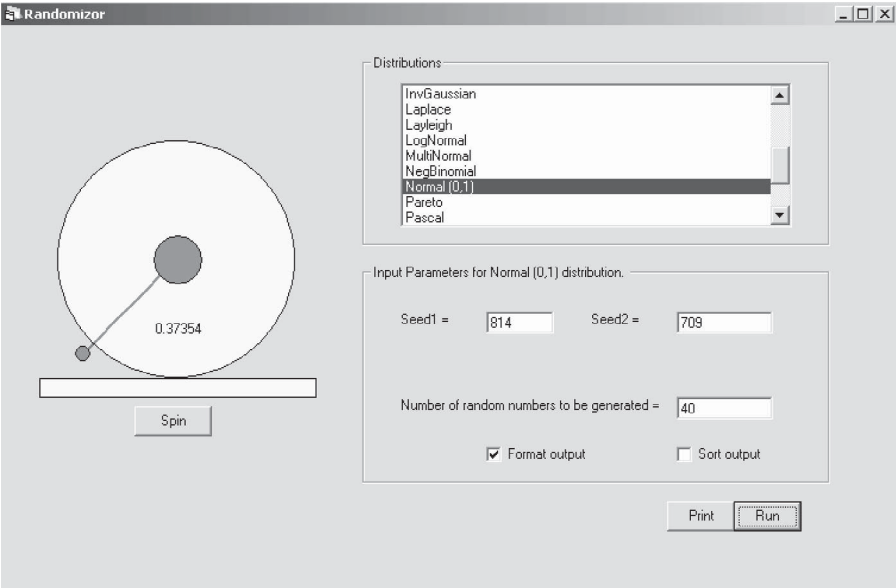 Randomizor
Distributions
InvGaussian
Laplace
Layleigh
LogNormal
MultiNormal
NegBinomial
Normal (0,1)
Pareto
Pascal
0.37354
Spin
Input Parameters for Normal (0,1) distribution.
Seed1 = 814 Seed2 = 709
Number of random numbers to be generated = 40
Format output Sort output
Print Run